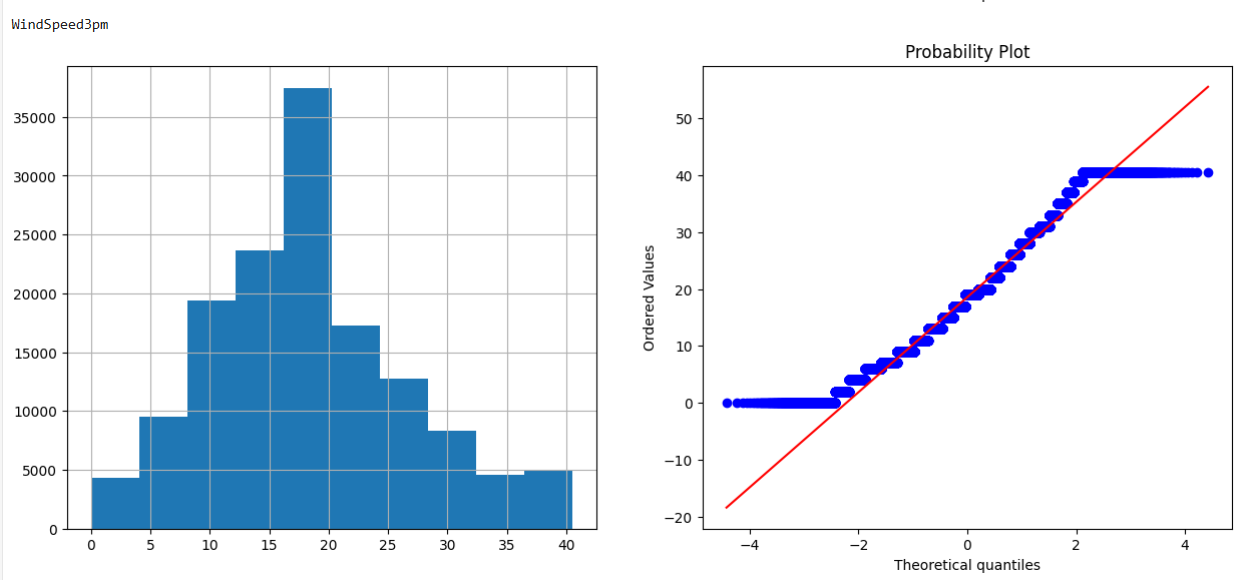 WindSpeed3pm
35000
30000
25000
20000
15000
10000
5000
0
0 5 10 15 20 25 30 35 40
Probability Plot
Ordered Values
50
40
30
20
10
0
−10
−20
−4 −2 0 2 4
Theoretical quantiles